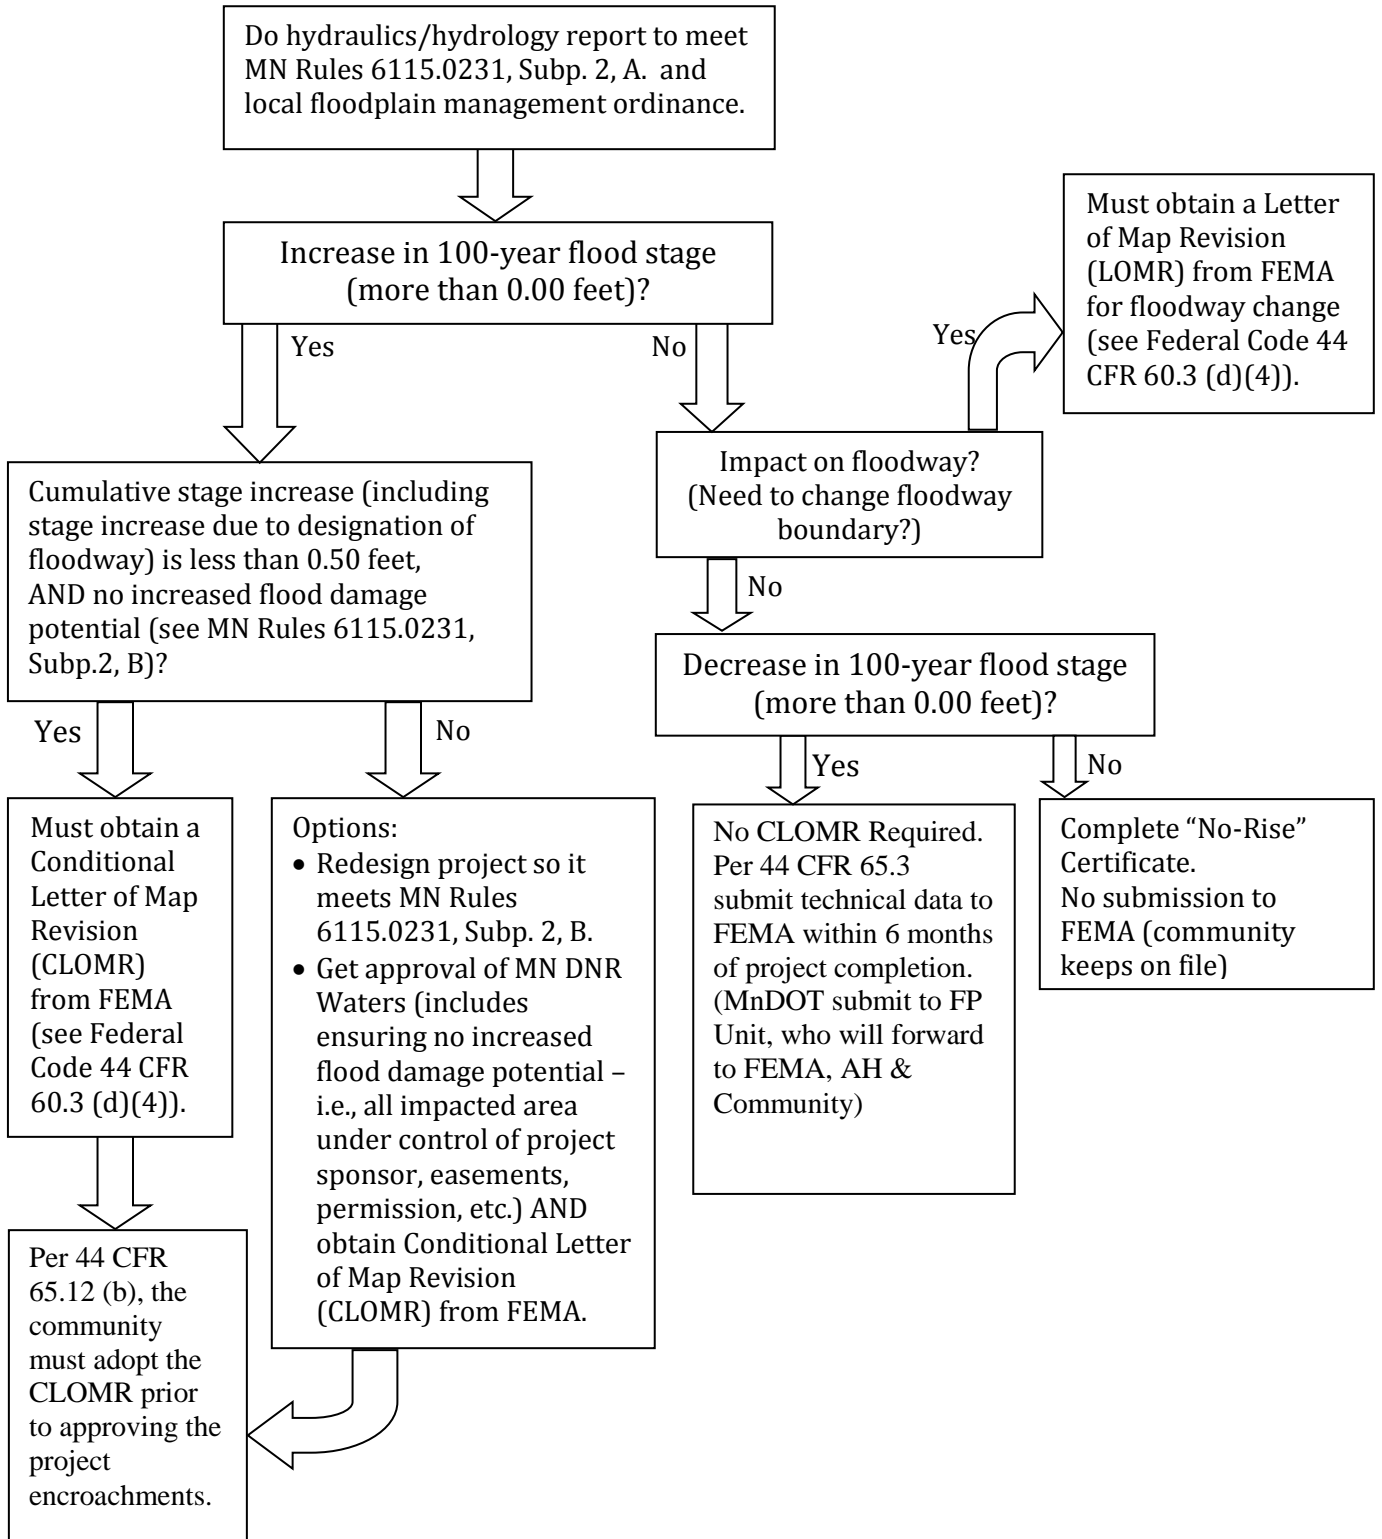 Do hydraulics/hydrology report to meet
MN Rules 6115.0231, Subp. 2, A.  and
local floodplain management ordinance.
Increase in 100-year flood stage
(more than 0.00 feet)?
Yes
No
Must obtain a Letter
of Map Revision
(LOMR) from FEMA
for floodway change
(see Federal Code 44
CFR 60.3 (d)(4)).
Yes
Impact on floodway?
(Need to change floodway
boundary?)
No
Cumulative stage increase (including
stage increase due to designation of
floodway) is less than 0.50 feet,
AND no increased flood damage
potential (see MN Rules 6115.0231,
Subp.2, B)?
Decrease in 100-year flood stage
(more than 0.00 feet)?
Yes
No
Yes
No
Must obtain a
Conditional
Letter of Map
Revision
(CLOMR)
from FEMA
(see Federal
Code 44 CFR
60.3 (d)(4)).
Options:
• Redesign project so it
meets MN Rules
6115.0231, Subp. 2, B.
• Get approval of MN DNR
Waters (includes
ensuring no increased
flood damage potential –
i.e., all impacted area
under control of project
sponsor, easements,
permission, etc.) AND
obtain Conditional Letter
of Map Revision
(CLOMR) from FEMA.
No CLOMR Required.
Per 44 CFR 65.3
submit technical data to
FEMA within 6 months
of project completion.
(MnDOT submit to FP
Unit, who will forward
to FEMA, AH &
Community)
Complete “No-Rise”
Certificate.
No submission to
FEMA (community
keeps on file)
Per 44 CFR
65.12 (b), the
community
must adopt the
CLOMR prior
to approving the
project
encroachments.